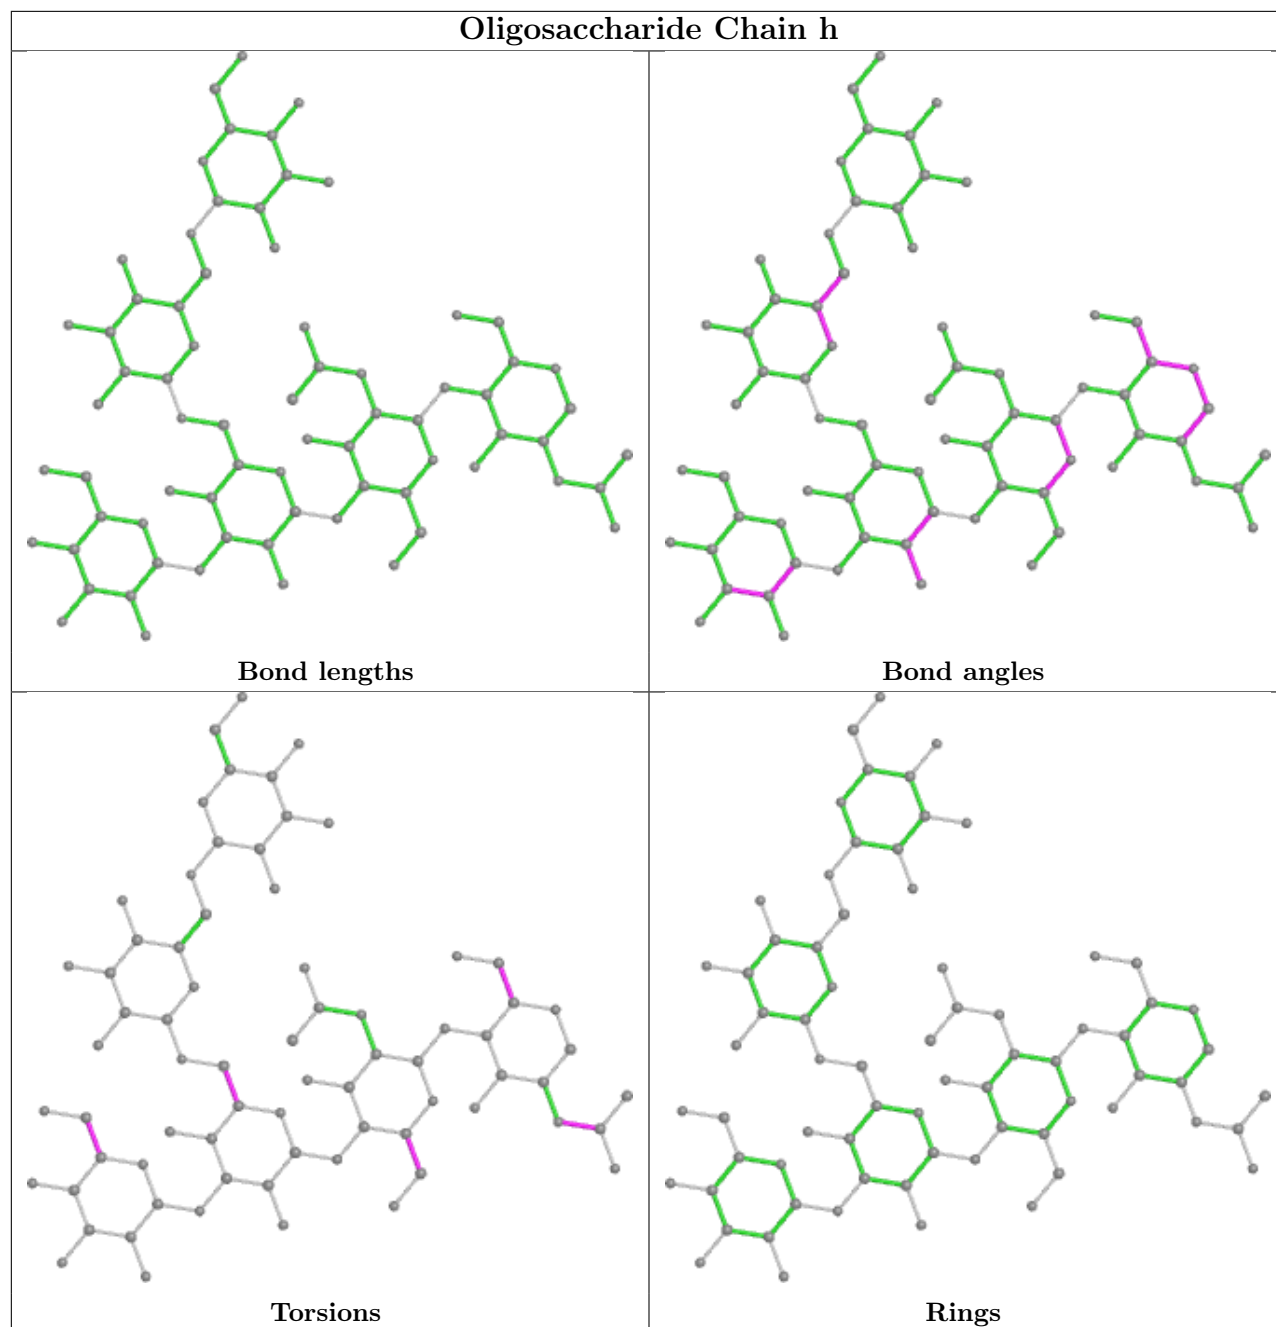 Oligosaccharide Chain h
Bond lengths
Bond angles
Torsions
Rings